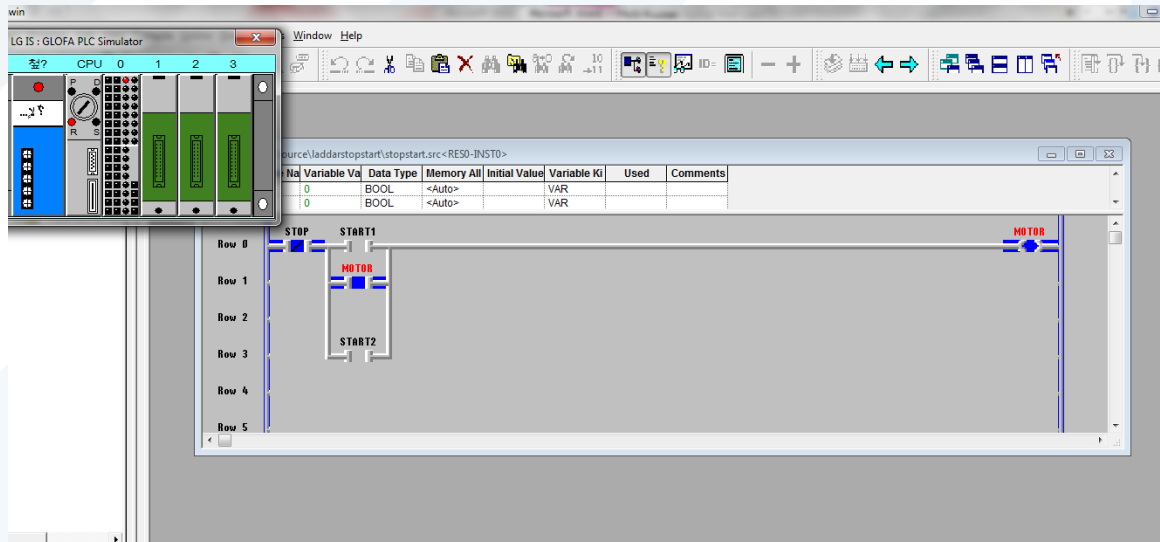 win
LG IS : GLOFA PLC Simulator
Window Help
CPU 0 1 2 3
P D
R S
ID=
10
+11
ource\laddarstopstart\stopstart.src<RES0-INST0>
Na Variable Va Data Type Memory All Initial Value Variable Ki Used Comments
0 BOOL <Auto> VAR
0 BOOL <Auto> VAR
STOP START1 MOTOR
Row 0
MOTOR
Row 1
Row 2
START2
Row 3
Row 4
Row 5